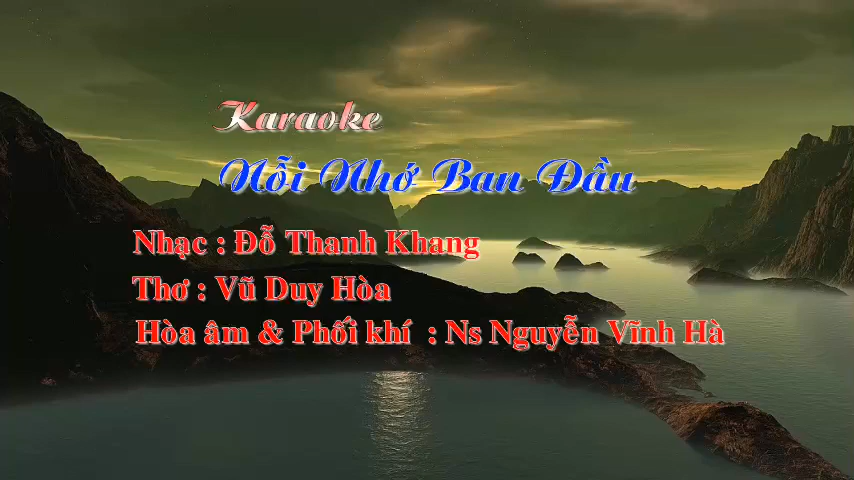 Karaoke
Nỗi Nhớ Ban Đầu
Nhạc : Đỗ Thanh Khang
Thơ : Vũ Duy Hòa
Hòa âm & Phối khí : Ns Nguyễn Vĩnh Hà